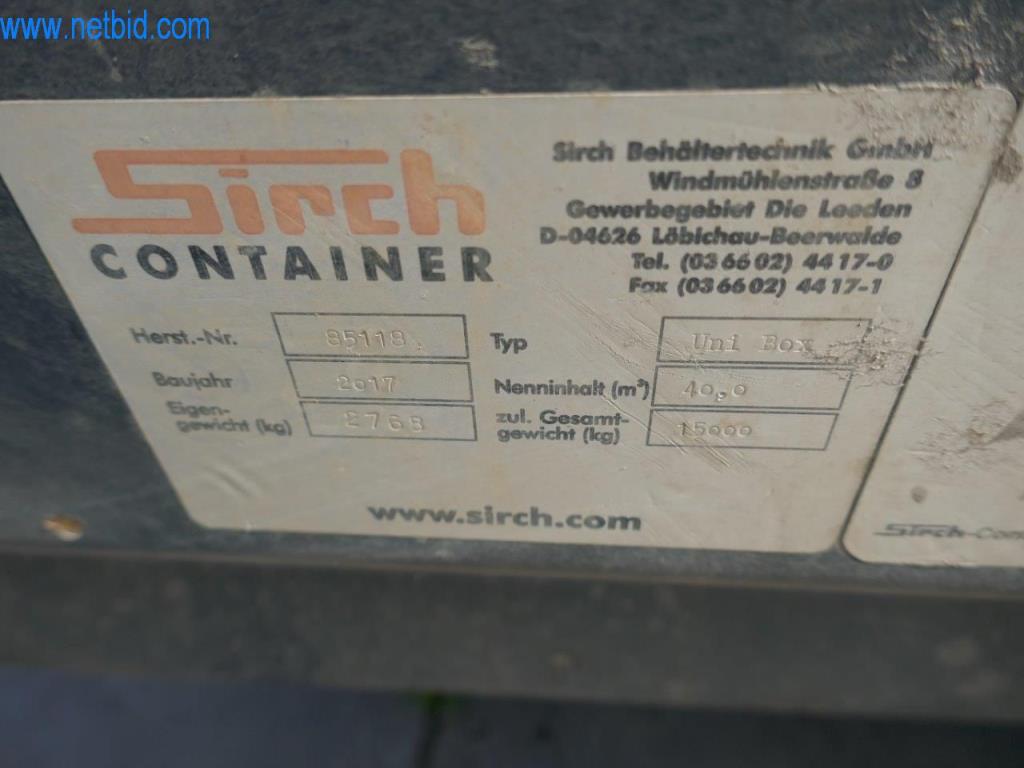 www.netbid.com
Sirch
CONTAINER
Sirch Behältertechnik GmbH
Windmühlenstraße 8
Gewerbegebiet Die Leeden
D-04626 Löbichau-Beerwalde
Tel. (03 66 02) 44 17-0
Fax (03 66 02) 44 17-1
Herst.-Nr. 85118 Typ Uni Box
Baujahr 2017 Nenninhalt (m³) 40,0
Eigen-
gewicht (kg) 2768
zul. Gesamt-
gewicht (kg) 15000
www.sirch.com
Sirch-Con